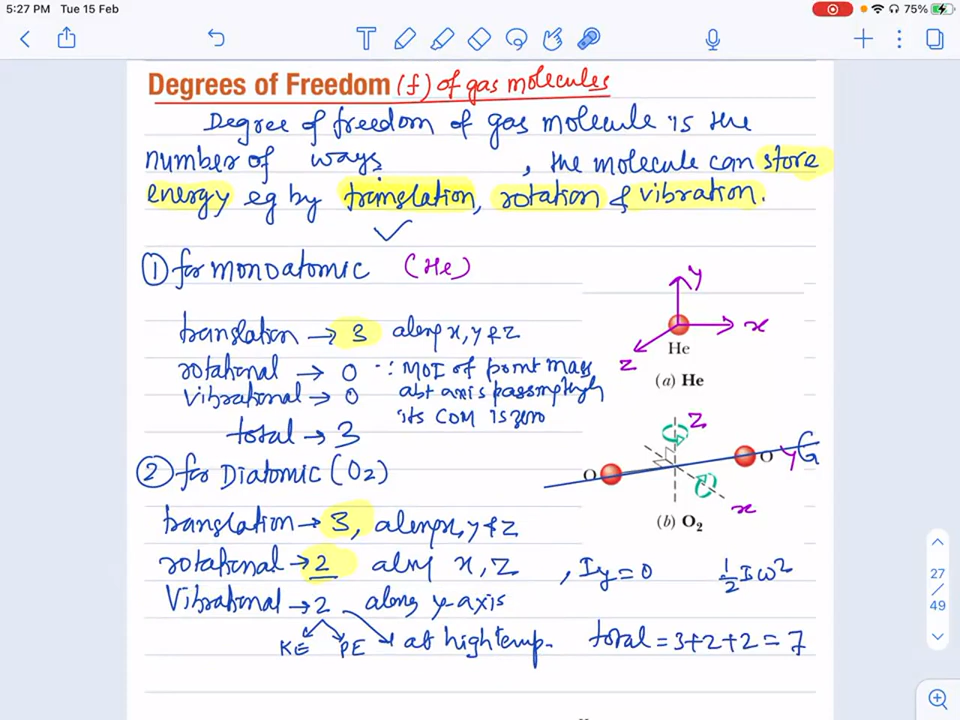 5:27 PM Tue 15 Feb
75%
Degrees of Freedom (f) of gas molecules
Degree of freedom of gas molecule is the
number of ways , the molecule can store
energy eg by translation, rotation & vibration.
① for monoatomic (He)
translation → 3 along x, y & z
rotational → 0 ∵ MOI of point mass
vibrational → 0 abt axis passing th'gh
its COM is zero
total → 3
y
x
z
He
(a) He
② for Diatomic (O2)
z
O
O
y
x
(b) O2
translation → 3, along x, y & z
rotational → 2 along x, z , Iy = 0 1/2 Iω²
Vibrational → 2 along y-axis
KE PE → at high temp. total = 3+2+2 = 7
27
/
49